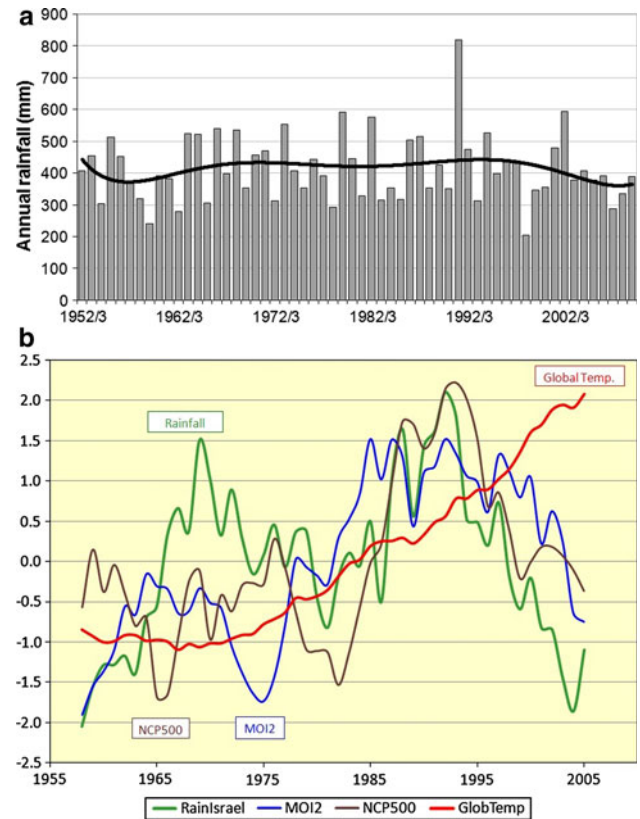 a
Annual rainfall (mm)
900
800
700
600
500
400
300
200
100
0
1952/3 1962/3 1972/3 1982/3 1992/3 2002/3
b
2.5
2.0
1.5
1.0
0.5
0.0
-0.5
-1.0
-1.5
-2.0
-2.5
Global Temp.
Rainfall
NCP500
MOI2
1955 1965 1975 1985 1995 2005
RainIsrael MOI2 NCP500 GlobTemp